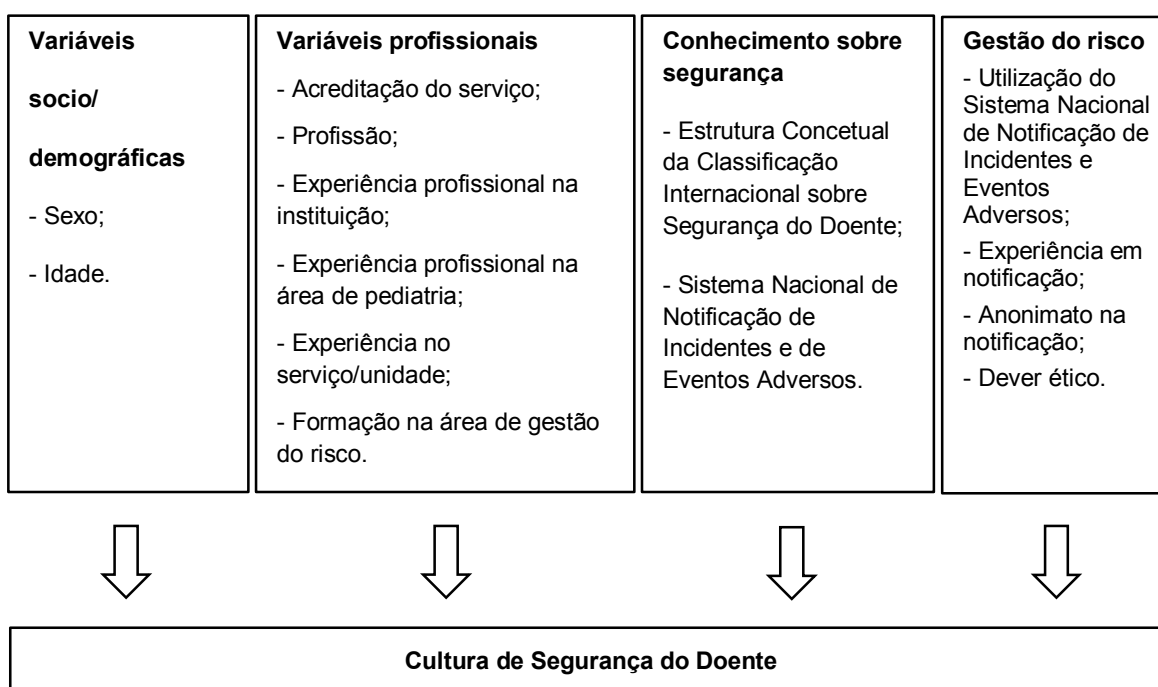 Variáveis
socio/
demográficas
- Sexo;
- Idade.
Variáveis profissionais
- Acreditação do serviço;
- Profissão;
- Experiência profissional na
instituição;
- Experiência profissional na
área de pediatria;
- Experiência no
serviço/unidade;
- Formação na área de gestão
do risco.
Conhecimento sobre
segurança
- Estrutura Concetual
da Classificação
Internacional sobre
Segurança do Doente;
- Sistema Nacional de
Notificação de
Incidentes e de
Eventos Adversos.
Gestão do risco
- Utilização do
Sistema Nacional
de Notificação de
Incidentes e
Eventos
Adversos;
- Experiência em
notificação;
- Anonimato na
notificação;
- Dever ético.
Cultura de Segurança do Doente